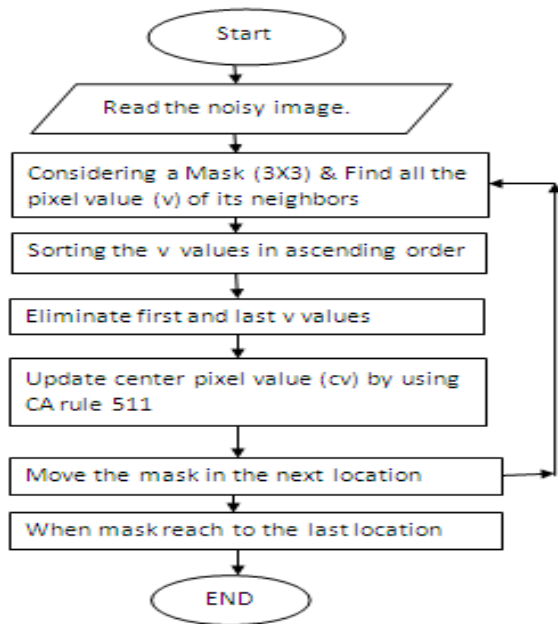 Start
Read the noisy image.
Considering a Mask (3X3) & Find all the
pixel value (v) of its neighbors
Sorting the v values in ascending order
Eliminate first and last v values
Update center pixel value (cv) by using
CA rule 511
Move the mask in the next location
When mask reach to the last location
END